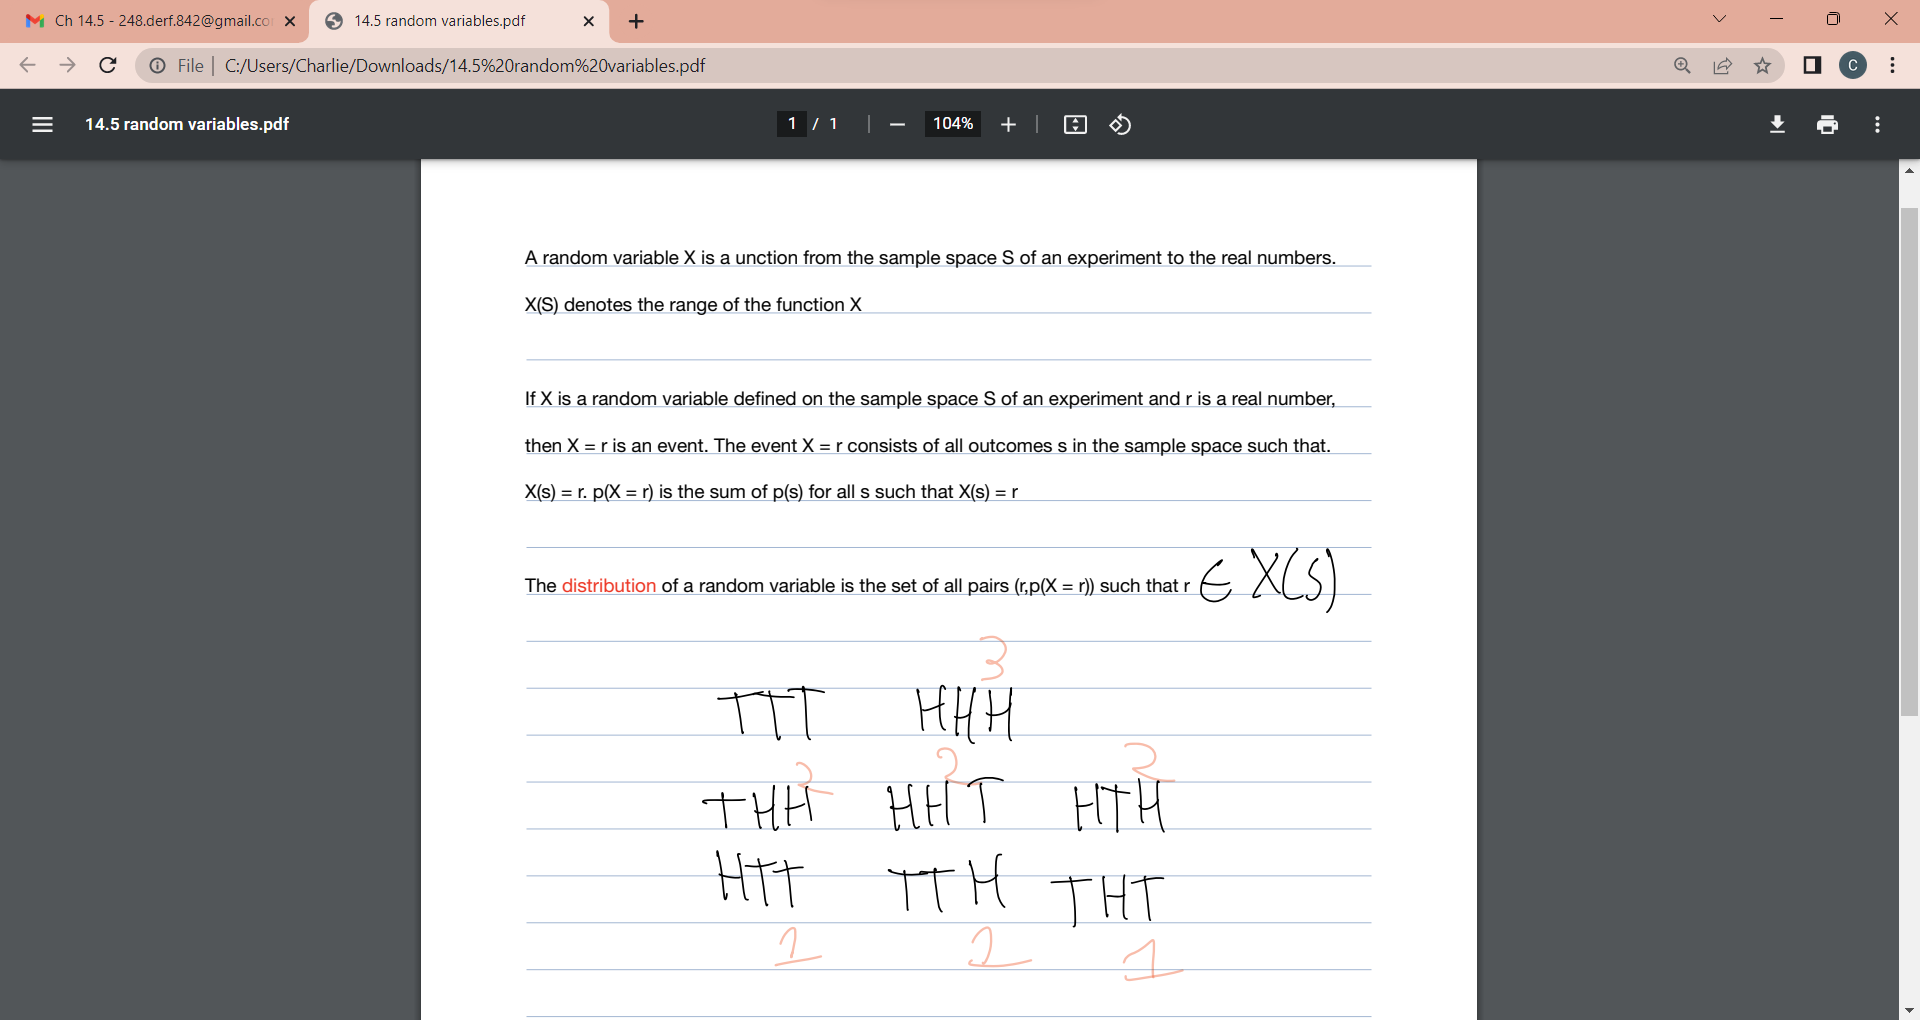 Ch 14.5 - 248.derf.842@gmail.co
14.5 random variables.pdf
File
C:/Users/Charlie/Downloads/14.5%20random%20variables.pdf
C
14.5 random variables.pdf
1 / 1
104%
A random variable X is a unction from the sample space S of an experiment to the real numbers.
X(S) denotes the range of the function X
If X is a random variable defined on the sample space S of an experiment and r is a real number,
then X = r is an event. The event X = r consists of all outcomes s in the sample space such that.
X(s) = r. p(X = r) is the sum of p(s) for all s such that X(s) = r
The distribution of a random variable is the set of all pairs (r,p(X = r)) such that r ∈ X(S)
3
TTT HHH
2 2 2
THH HHT HTH
HTT TTH THT
1 1 1